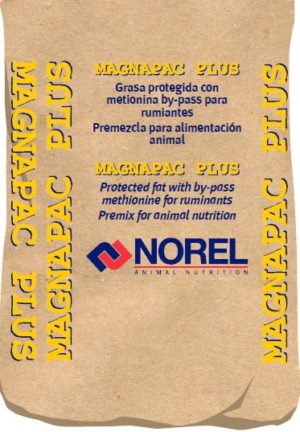 MAGNAPAC PLUS
MAGNAPAC PLUS
MAGNAPAC PLUS
Grasa protegida con
metionina by-pass para
rumiantes
Premezcla para alimentación
animal
MAGNAPAC PLUS
Protected fat with by-pass
methionine for ruminants
Premix for animal nutrition
NOREL
ANIMAL NUTRITION
MAGNAPAC PLUS